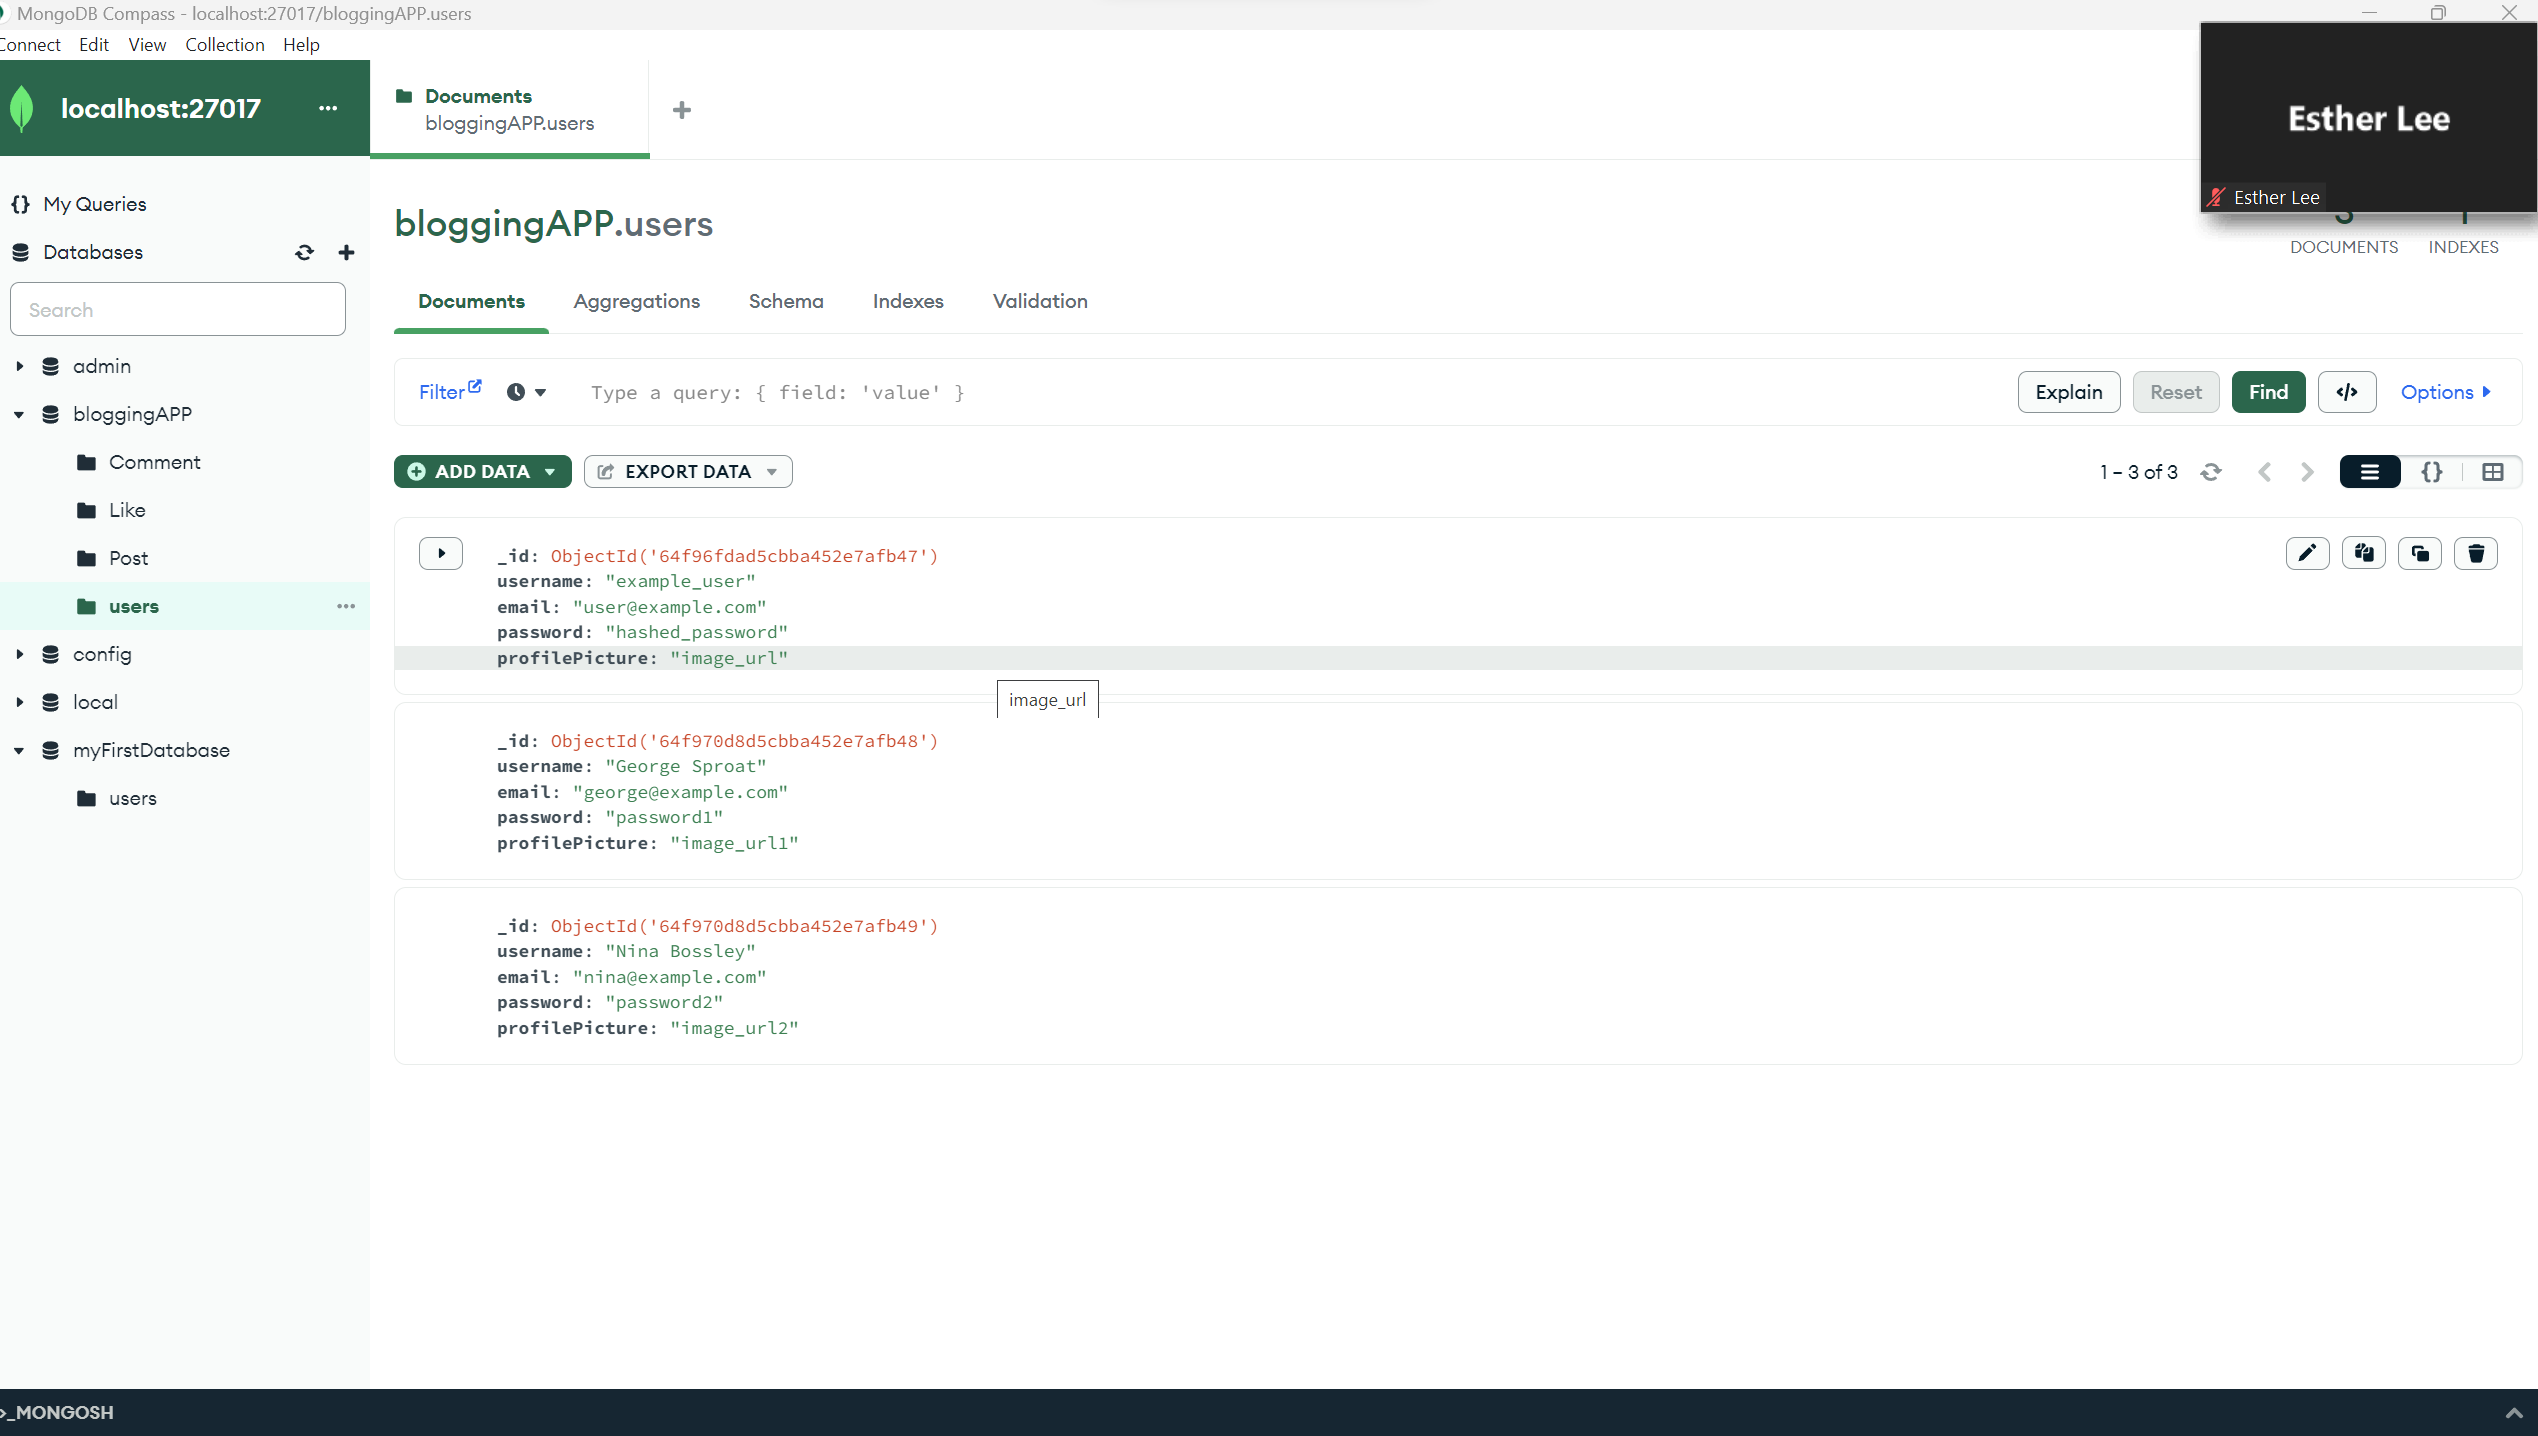 MongoDB Compass - localhost:27017/bloggingAPP.users
Connect Edit View Collection Help
localhost:27017
Documents
bloggingAPP.users
Esther Lee
Esther Lee
My Queries
Databases
Search
admin
bloggingAPP
Comment
Like
Post
users
config
local
myFirstDatabase
users
bloggingAPP.users
3 DOCUMENTS
1 INDEXES
Documents Aggregations Schema Indexes Validation
Filter Type a query: { field: 'value' } Explain Reset Find </> Options
ADD DATA EXPORT DATA 1 – 3 of 3 {}
_id: ObjectId('64f96fdad5cbba452e7afb47')
username: "example_user"
email: "user@example.com"
password: "hashed_password"
profilePicture: "image_url"
image_url
_id: ObjectId('64f970d8d5cbba452e7afb48')
username: "George Sproat"
email: "george@example.com"
password: "password1"
profilePicture: "image_url1"
_id: ObjectId('64f970d8d5cbba452e7afb49')
username: "Nina Bossley"
email: "nina@example.com"
password: "password2"
profilePicture: "image_url2"
>_MONGOSH